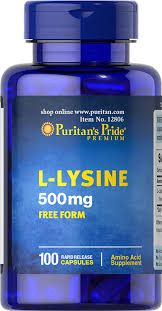 shop online www.puritan.com
Item No. 12806
Puritan's Pride®
PREMIUM
L-LYSINE
500mg
FREE FORM
100 RAPID RELEASE CAPSULES
Amino Acid Supplement